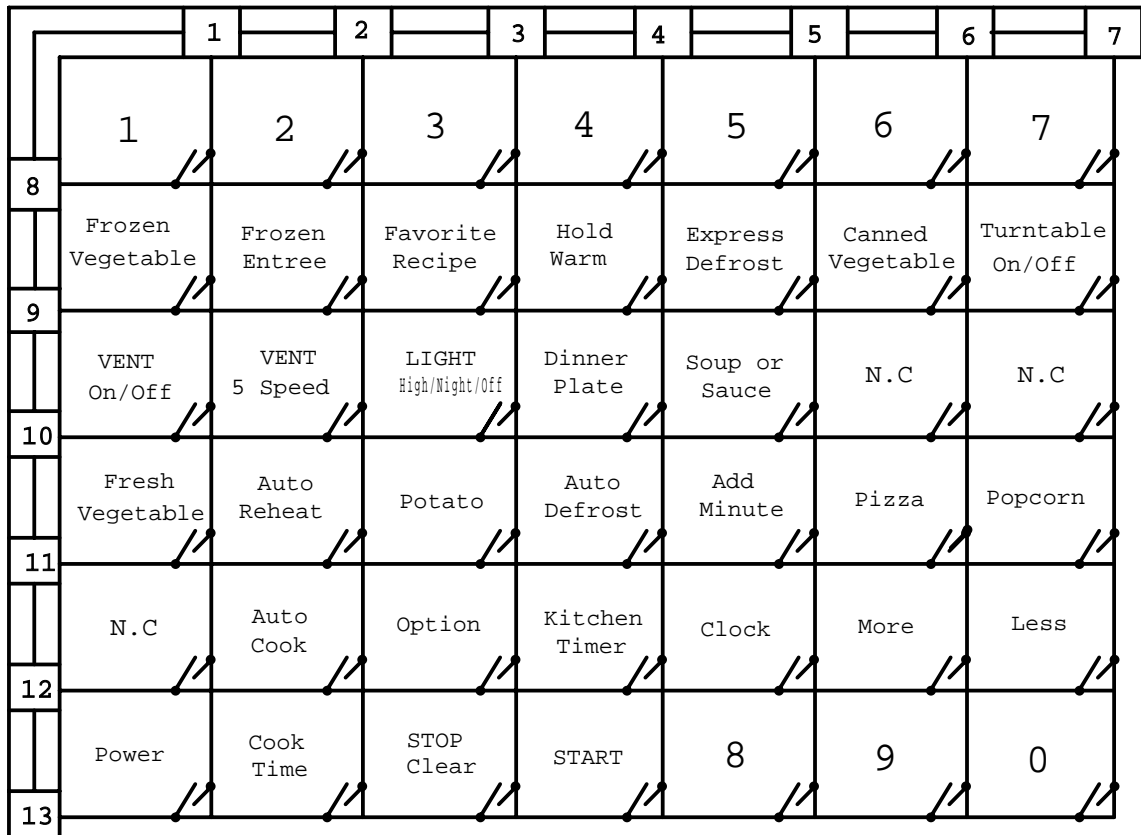 1 2 3 4 5 6 7
1 2 3 4 5 6 7
8
Frozen Vegetable
Frozen Entree
Favorite Recipe
Hold Warm
Express Defrost
Canned Vegetable
Turntable On/Off
9
VENT On/Off
VENT 5 Speed
LIGHT High/Night/Off
Dinner Plate
Soup or Sauce
N.C
N.C
10
Fresh Vegetable
Auto Reheat
Potato
Auto Defrost
Add Minute
Pizza
Popcorn
11
N.C
Auto Cook
Option
Kitchen Timer
Clock
More
Less
12
Power
Cook Time
STOP Clear
START
8
9
0
13